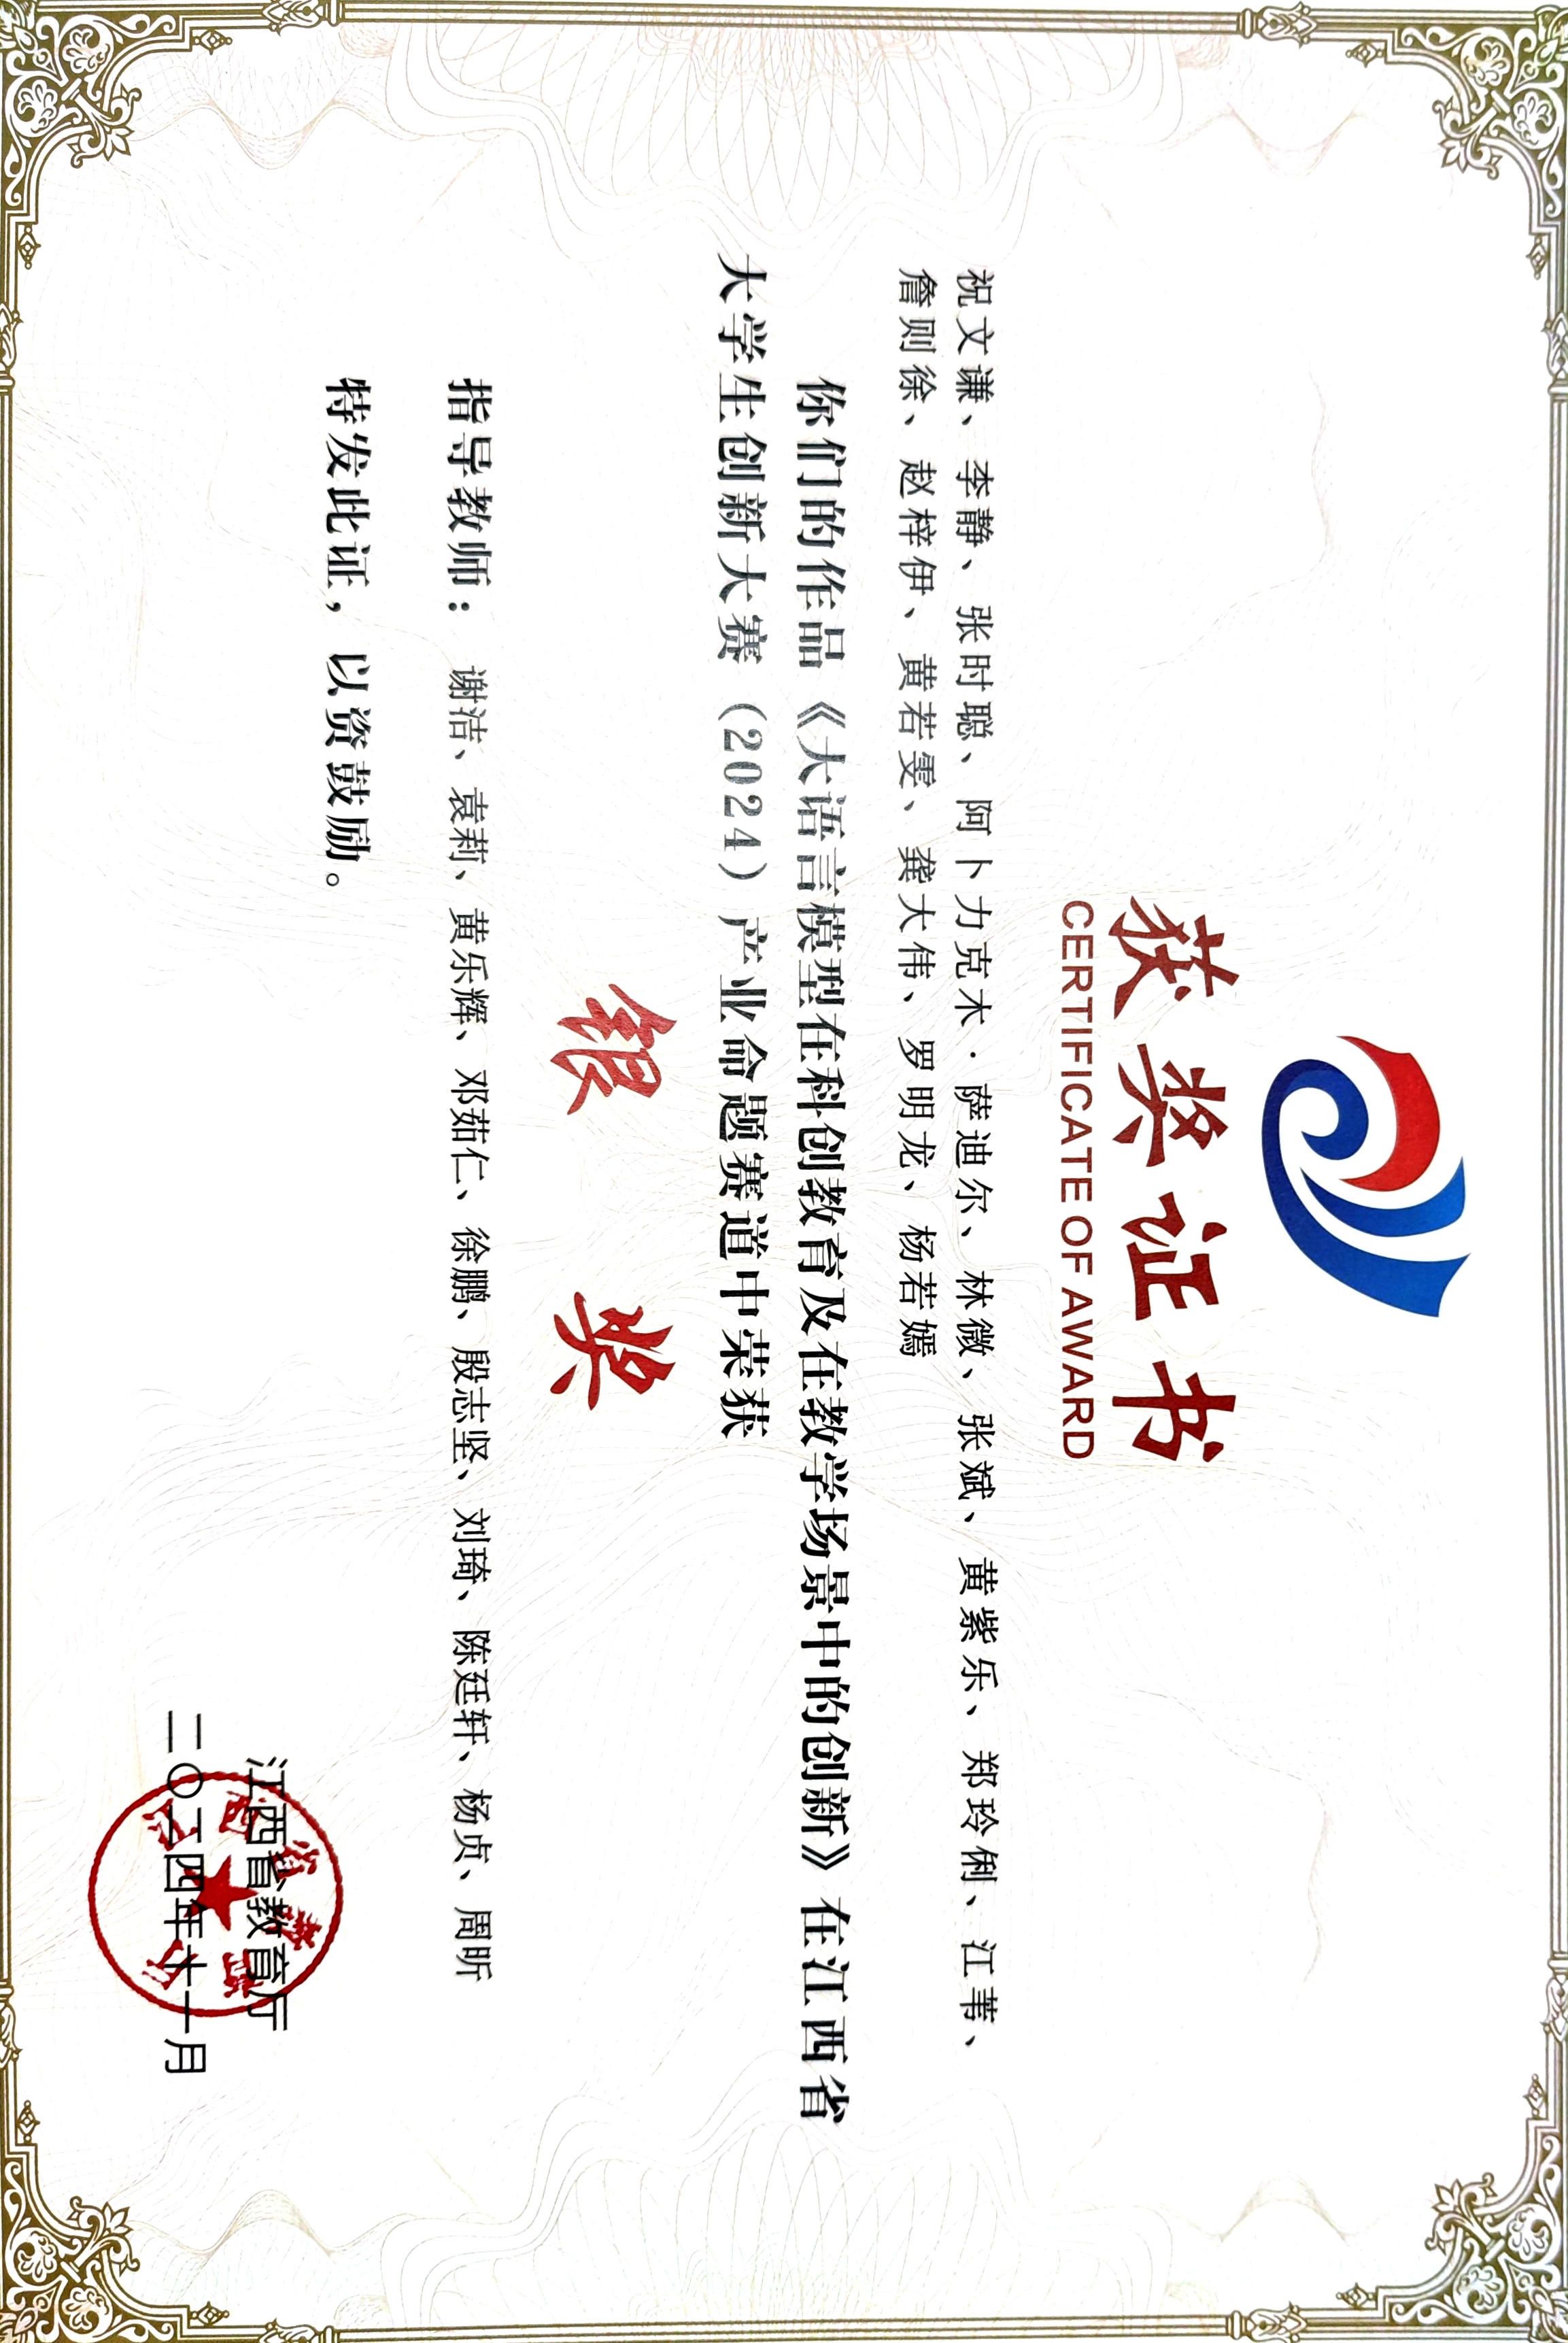 获奖证书
CERTIFICATE OF AWARD
祝文谦、李静、张时聪、阿卜力克木·萨迪尔、林微、张斌、黄紫乐、郑玲俐、江苇、
詹则徐、赵梓伊、黄若雯、龚大伟、罗明龙、杨若嫣
你们的作品《大语言模型在科创教育及在教学场景中的创新》在江西省
大学生创新大赛（2024）产业命题赛道中荣获
银奖
指导教师：谢洁、袁莉、黄乐辉、邓茹仁、徐鹏、殷志坚、刘琦、陈廷轩、杨贞、周昕
特发此证，以资鼓励。
江西省教育厅
江西省教育厅
二〇二四年十一月